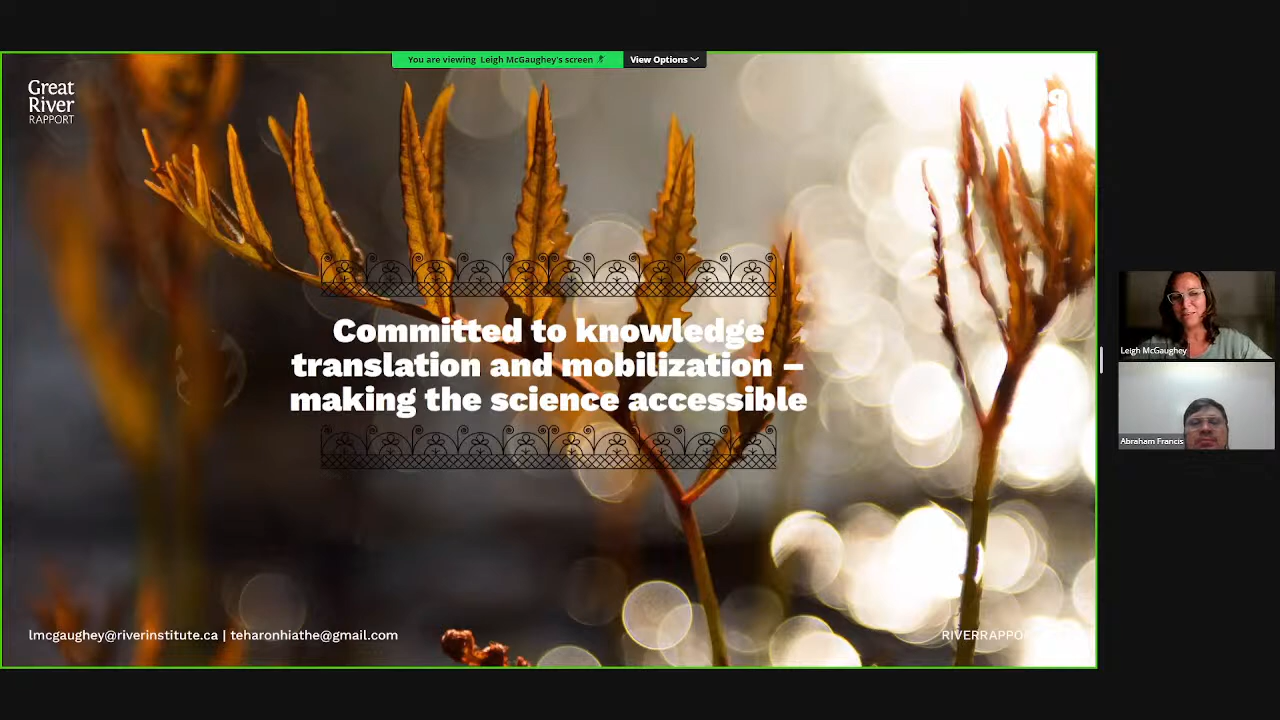 You are viewing Leigh McGaughey's screen
View Options
Great
River
RAPPORT
9
Committed to knowledge
translation and mobilization –
making the science accessible
lmcgaughey@riverinstitute.ca | teharonhiathe@gmail.com
Leigh McGaughey
Abraham Francis